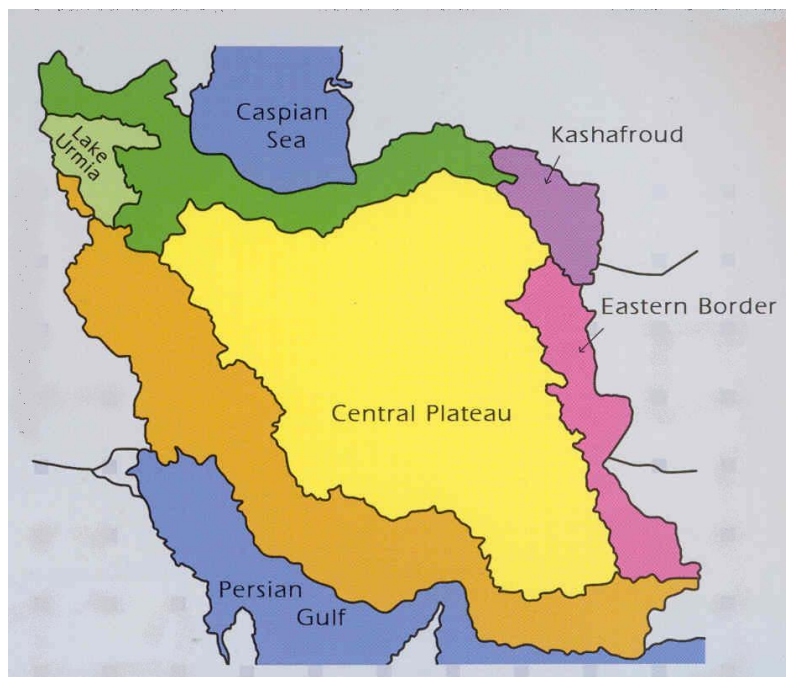 Caspian
Sea
Kashafroud
Lake
Urmia
Eastern Border
Central Plateau
Persian
Gulf